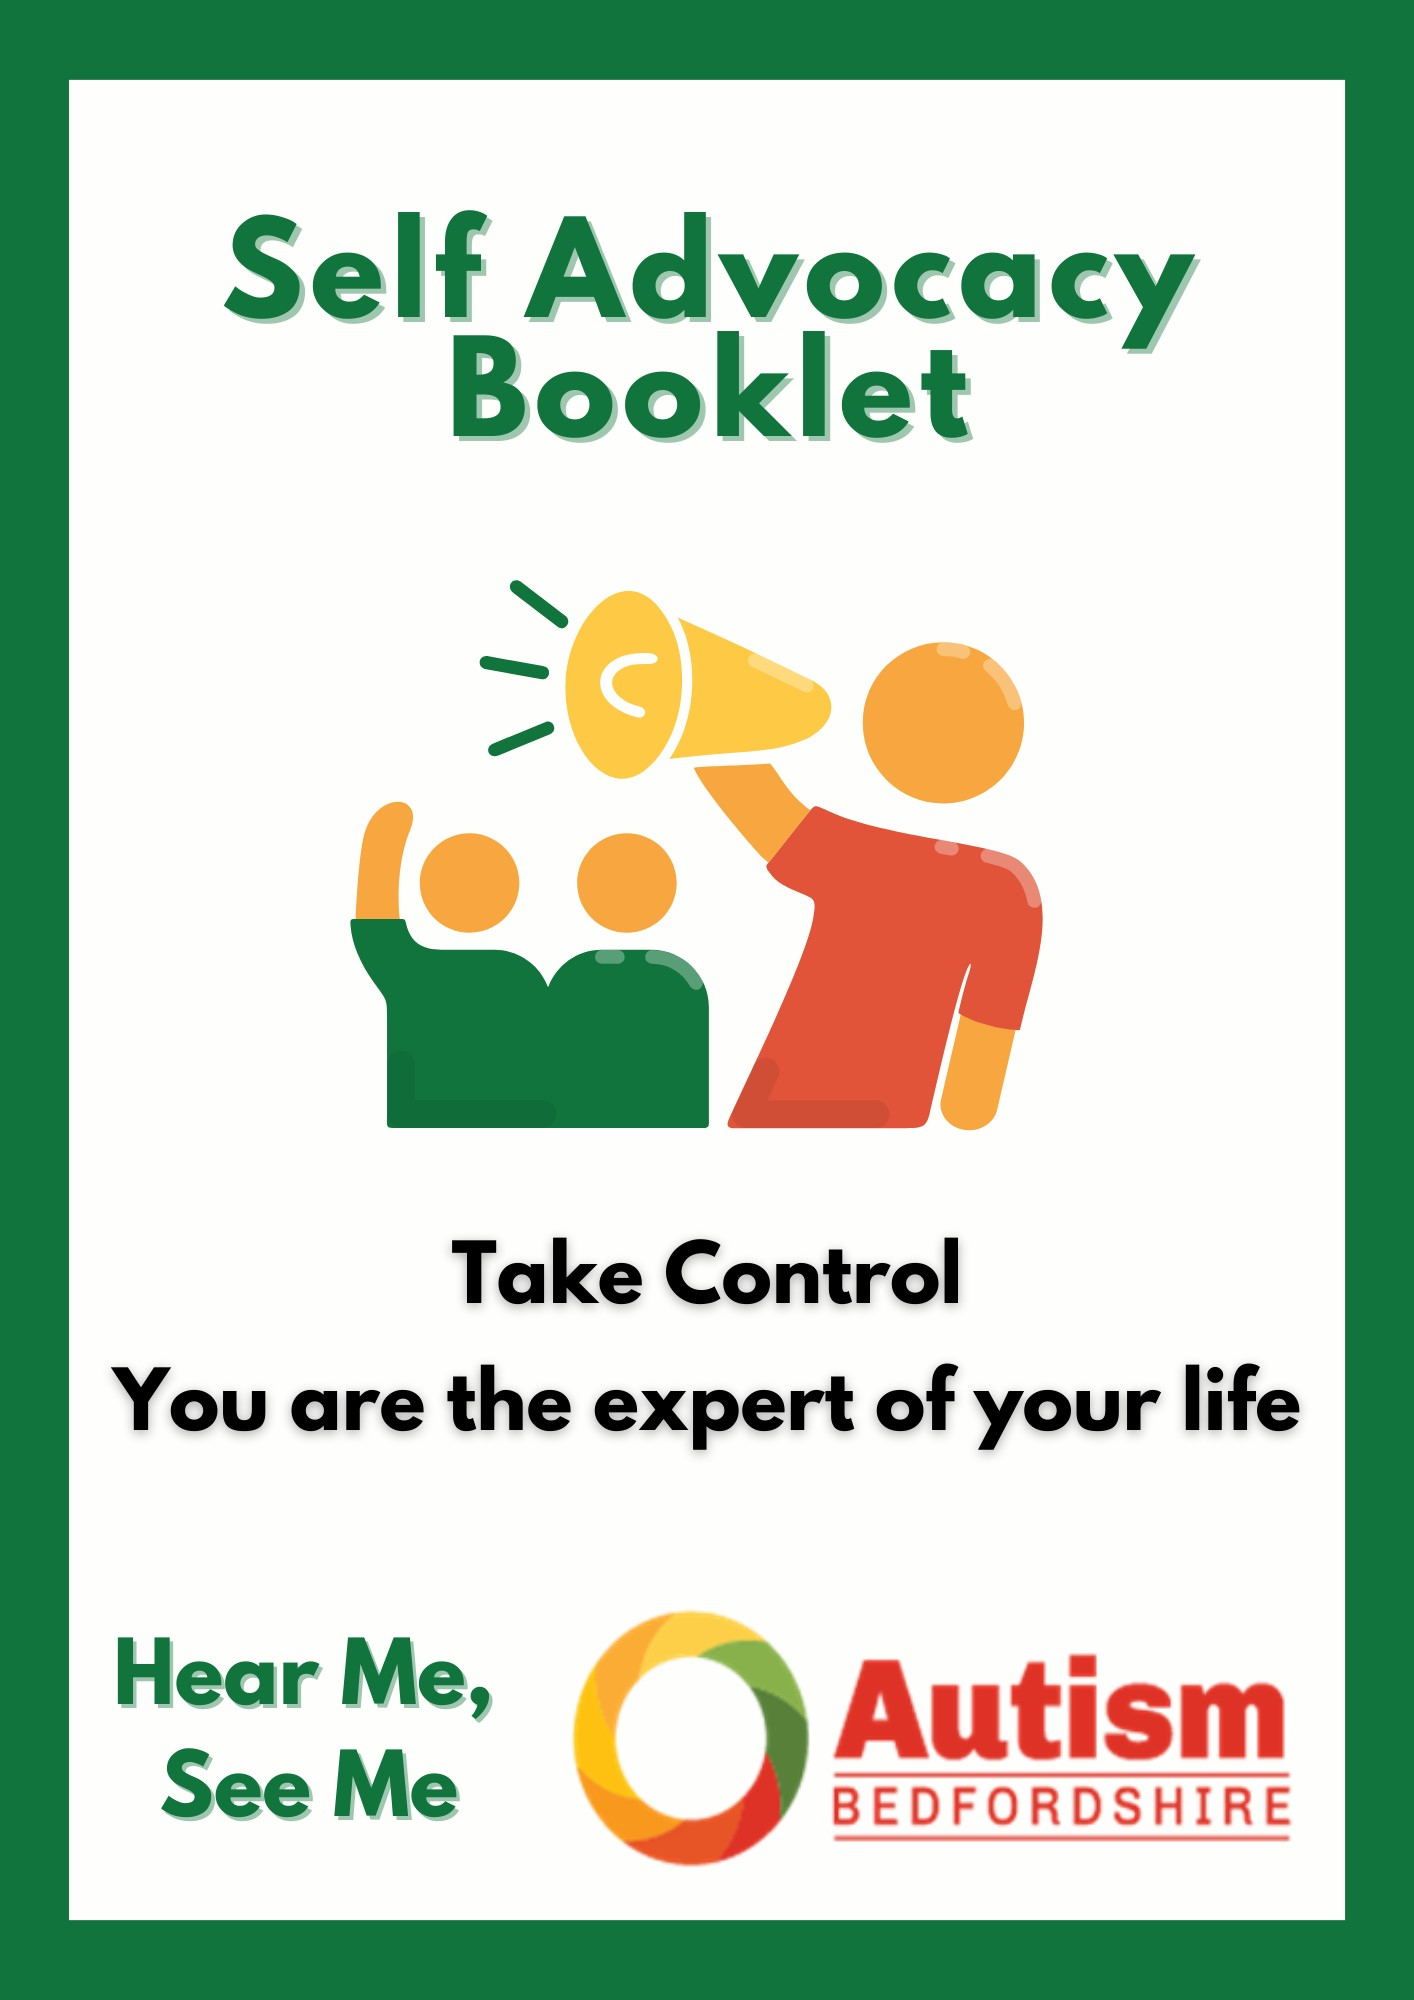 Self Advocacy
Booklet
Take Control
You are the expert of your life
Hear Me,
See Me
Autism
BEDFORDSHIRE